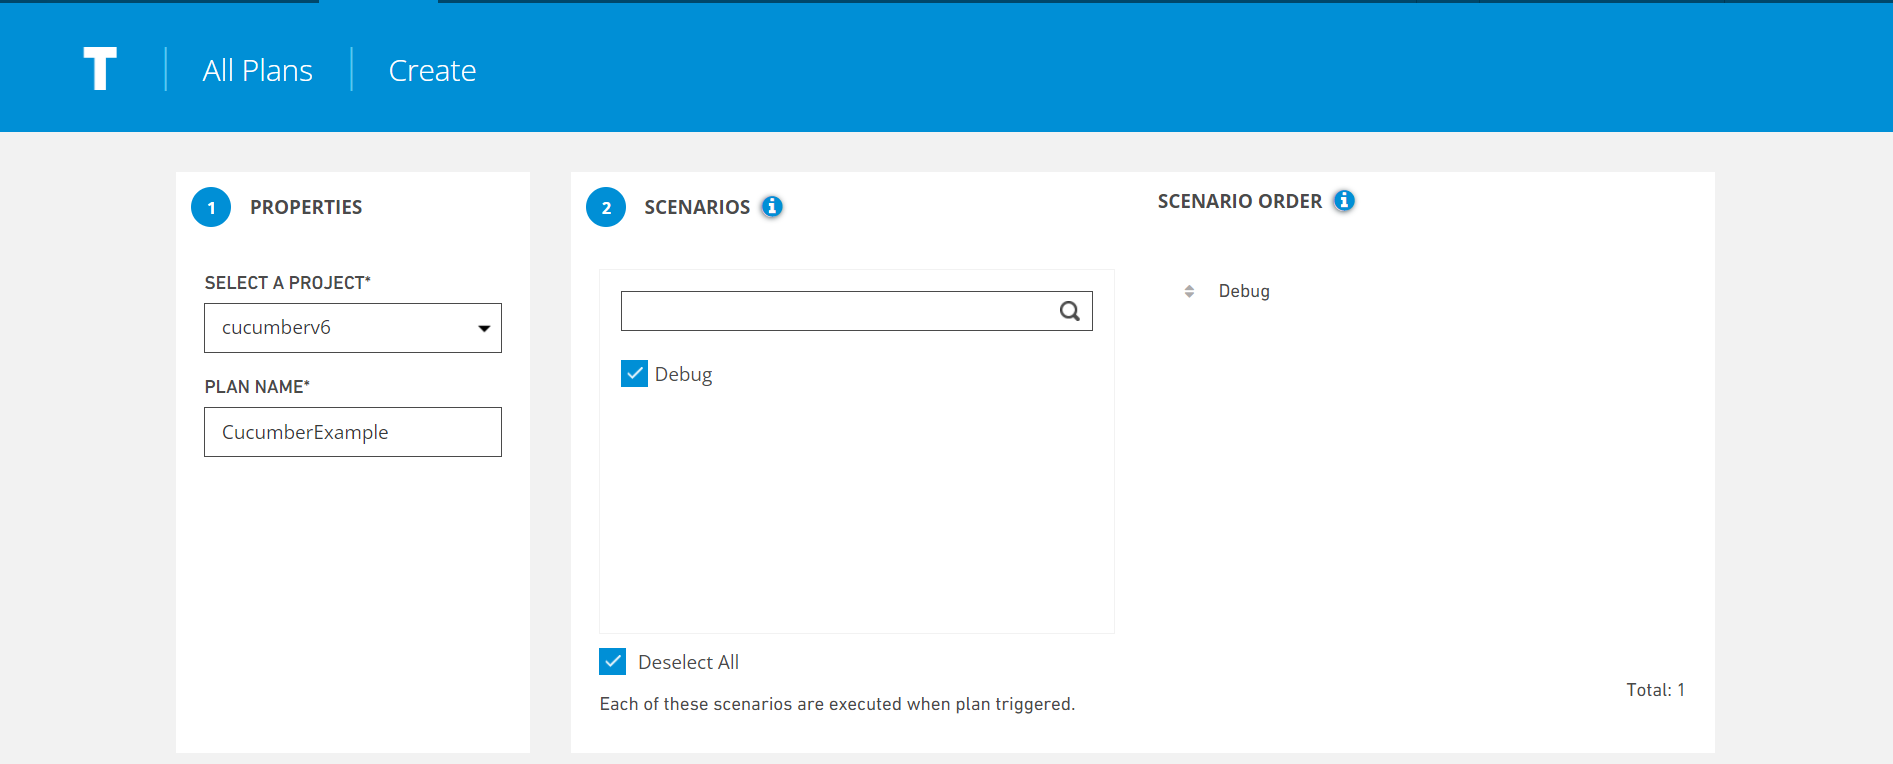 T
All Plans
Create
1
PROPERTIES
SELECT A PROJECT*
cucumberv6
PLAN NAME*
CucumberExample
2
SCENARIOS
Debug
Deselect All
Each of these scenarios are executed when plan triggered.
SCENARIO ORDER
Debug
Total: 1